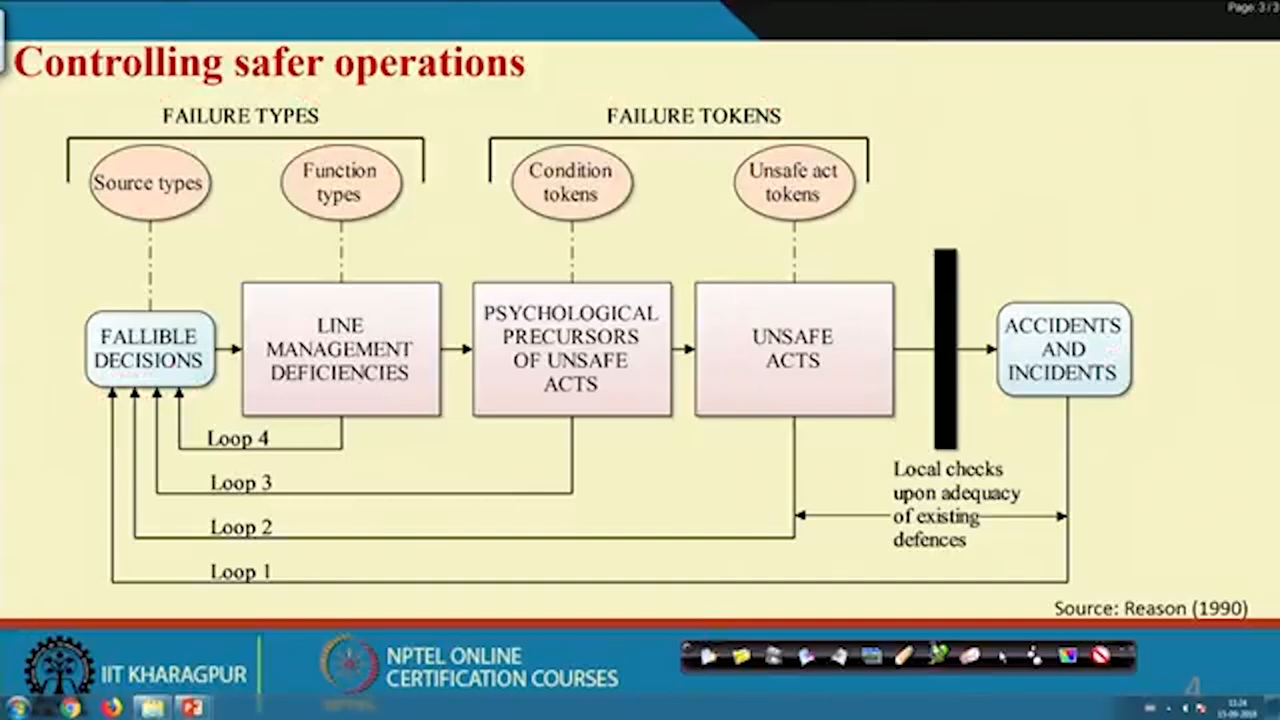 Page: 3 / 3
Controlling safer operations
FAILURE TYPES
FAILURE TOKENS
Source types
Function
types
Condition
tokens
Unsafe act
tokens
FALLIBLE
DECISIONS
LINE
MANAGEMENT
DEFICIENCIES
PSYCHOLOGICAL
PRECURSORS
OF UNSAFE
ACTS
UNSAFE
ACTS
ACCIDENTS
AND
INCIDENTS
Loop 4
Loop 3
Loop 2
Loop 1
Local checks
upon adequacy
of existing
defences
Source: Reason (1990)
IIT KHARAGPUR
NPTEL ONLINE
CERTIFICATION COURSES
4